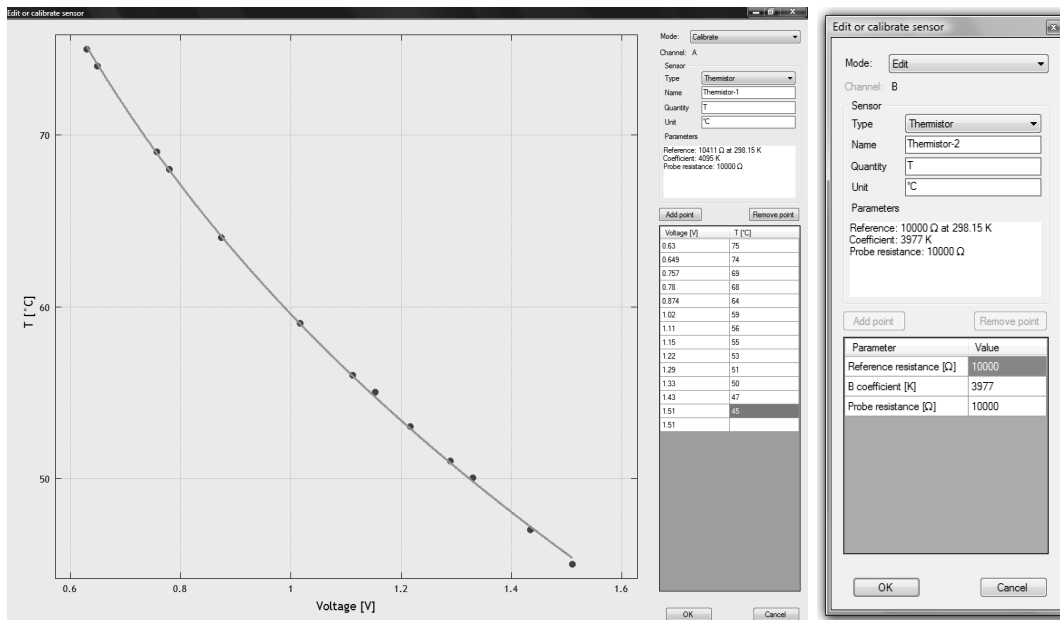 Edit or calibrate sensor
Mode: Calibrate
Channel: A
Sensor
Type Thermistor
Name Thermistor-1
Quantity T
Unit °C
Parameters
Reference: 10411 Ω at 298.15 K
Coefficient: 4095 K
Probe resistance: 10000 Ω
Add point Remove point
Voltage [V] T [°C]
0.63 75
0.649 74
0.757 69
0.78 68
0.874 64
1.02 59
1.11 56
1.15 55
1.22 53
1.29 51
1.33 50
1.43 47
1.51 45
1.51
OK Cancel
T [°C]
70
60
50
0.6 0.8 1 1.2 1.4 1.6
Voltage [V]
Edit or calibrate sensor
Mode: Edit
Channel: B
Sensor
Type Thermistor
Name Thermistor-2
Quantity T
Unit °C
Parameters
Reference: 10000 Ω at 298.15 K
Coefficient: 3977 K
Probe resistance: 10000 Ω
Add point Remove point
Parameter Value
Reference resistance [Ω] 10000
B coefficient [K] 3977
Probe resistance [Ω] 10000
OK Cancel